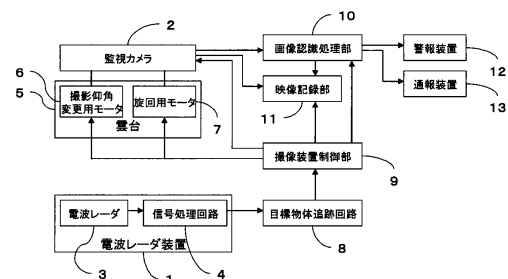 2
10
監視カメラ
画像認識処理部
警報装置
12
6
5
撮影仰角
変更用モータ
旋回用モータ
7
雲台
映像記録部
11
通報装置
13
撮像装置制御部
9
電波レーダ
信号処理回路
目標物体追跡回路
8
電波レーダ装置
3
1
4